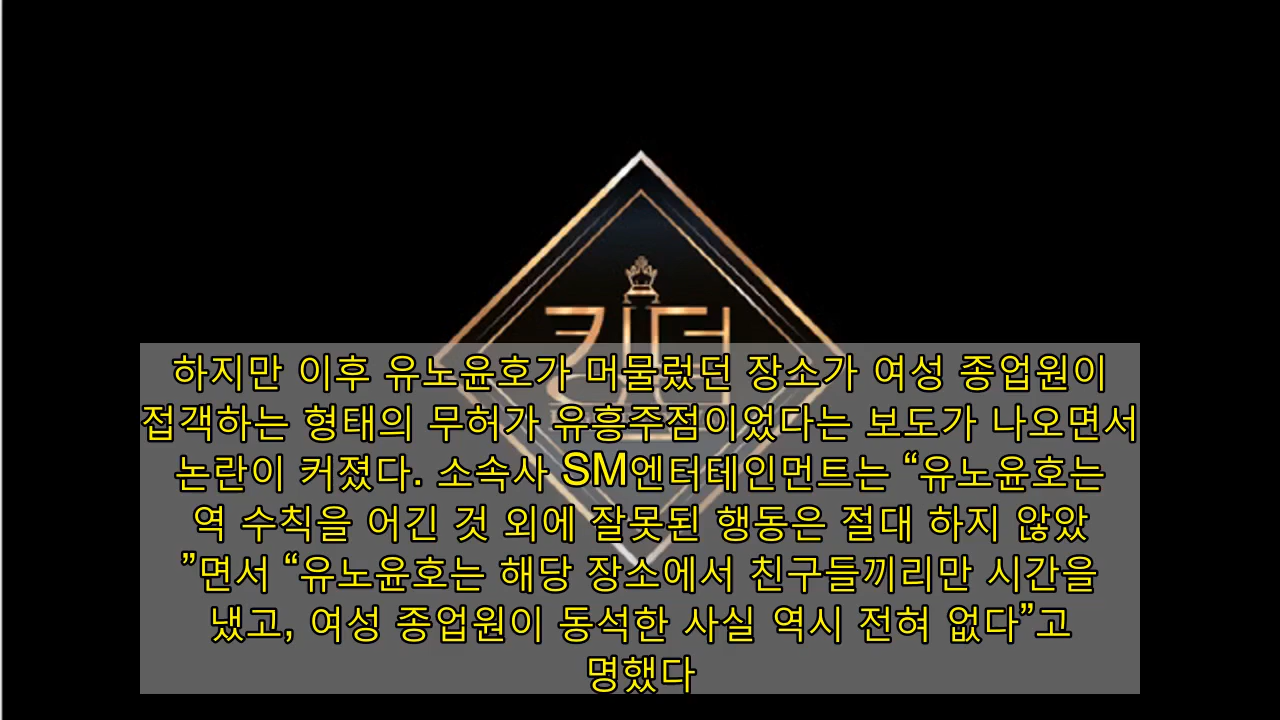 킹덤
하지만 이후 유노윤호가 머물렀던 장소가 여성 종업원이
접객하는 형태의 무허가 유흥주점이었다는 보도가 나오면서
논란이 커졌다. 소속사 SM엔터테인먼트는 “유노윤호는
역 수칙을 어긴 것 외에 잘못된 행동은 절대 하지 않았
”면서 “유노윤호는 해당 장소에서 친구들끼리만 시간을
냈고, 여성 종업원이 동석한 사실 역시 전혀 없다”고
명했다